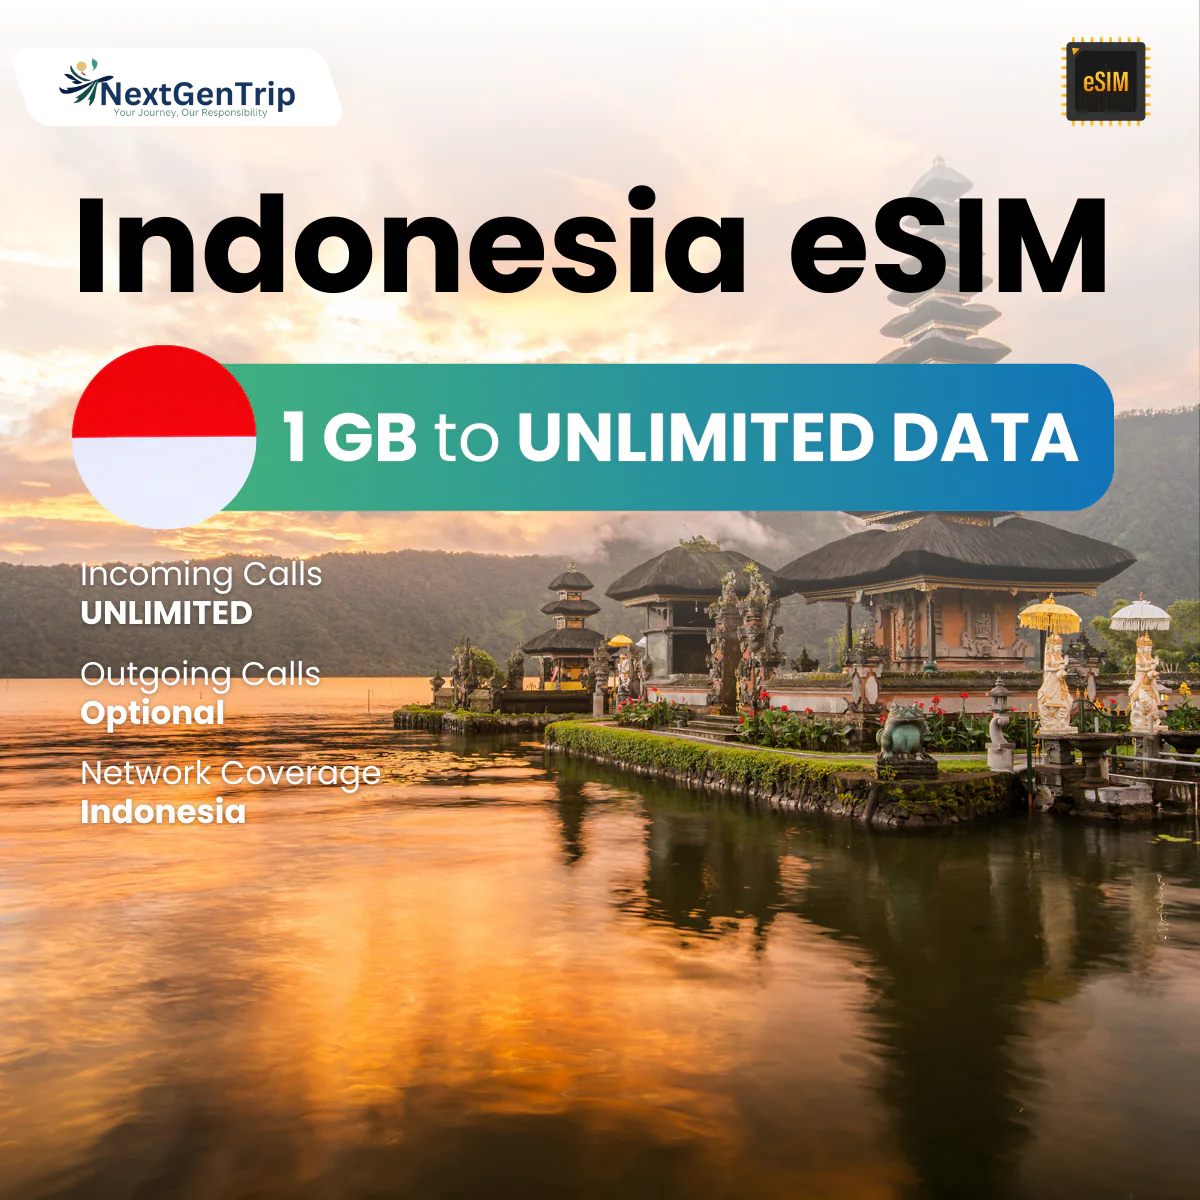 NextGenTrip
Your Journey, Our Responsibility
eSIM
Indonesia eSIM
1 GB to UNLIMITED DATA
Incoming Calls
UNLIMITED
Outgoing Calls
Optional
Network Coverage
Indonesia